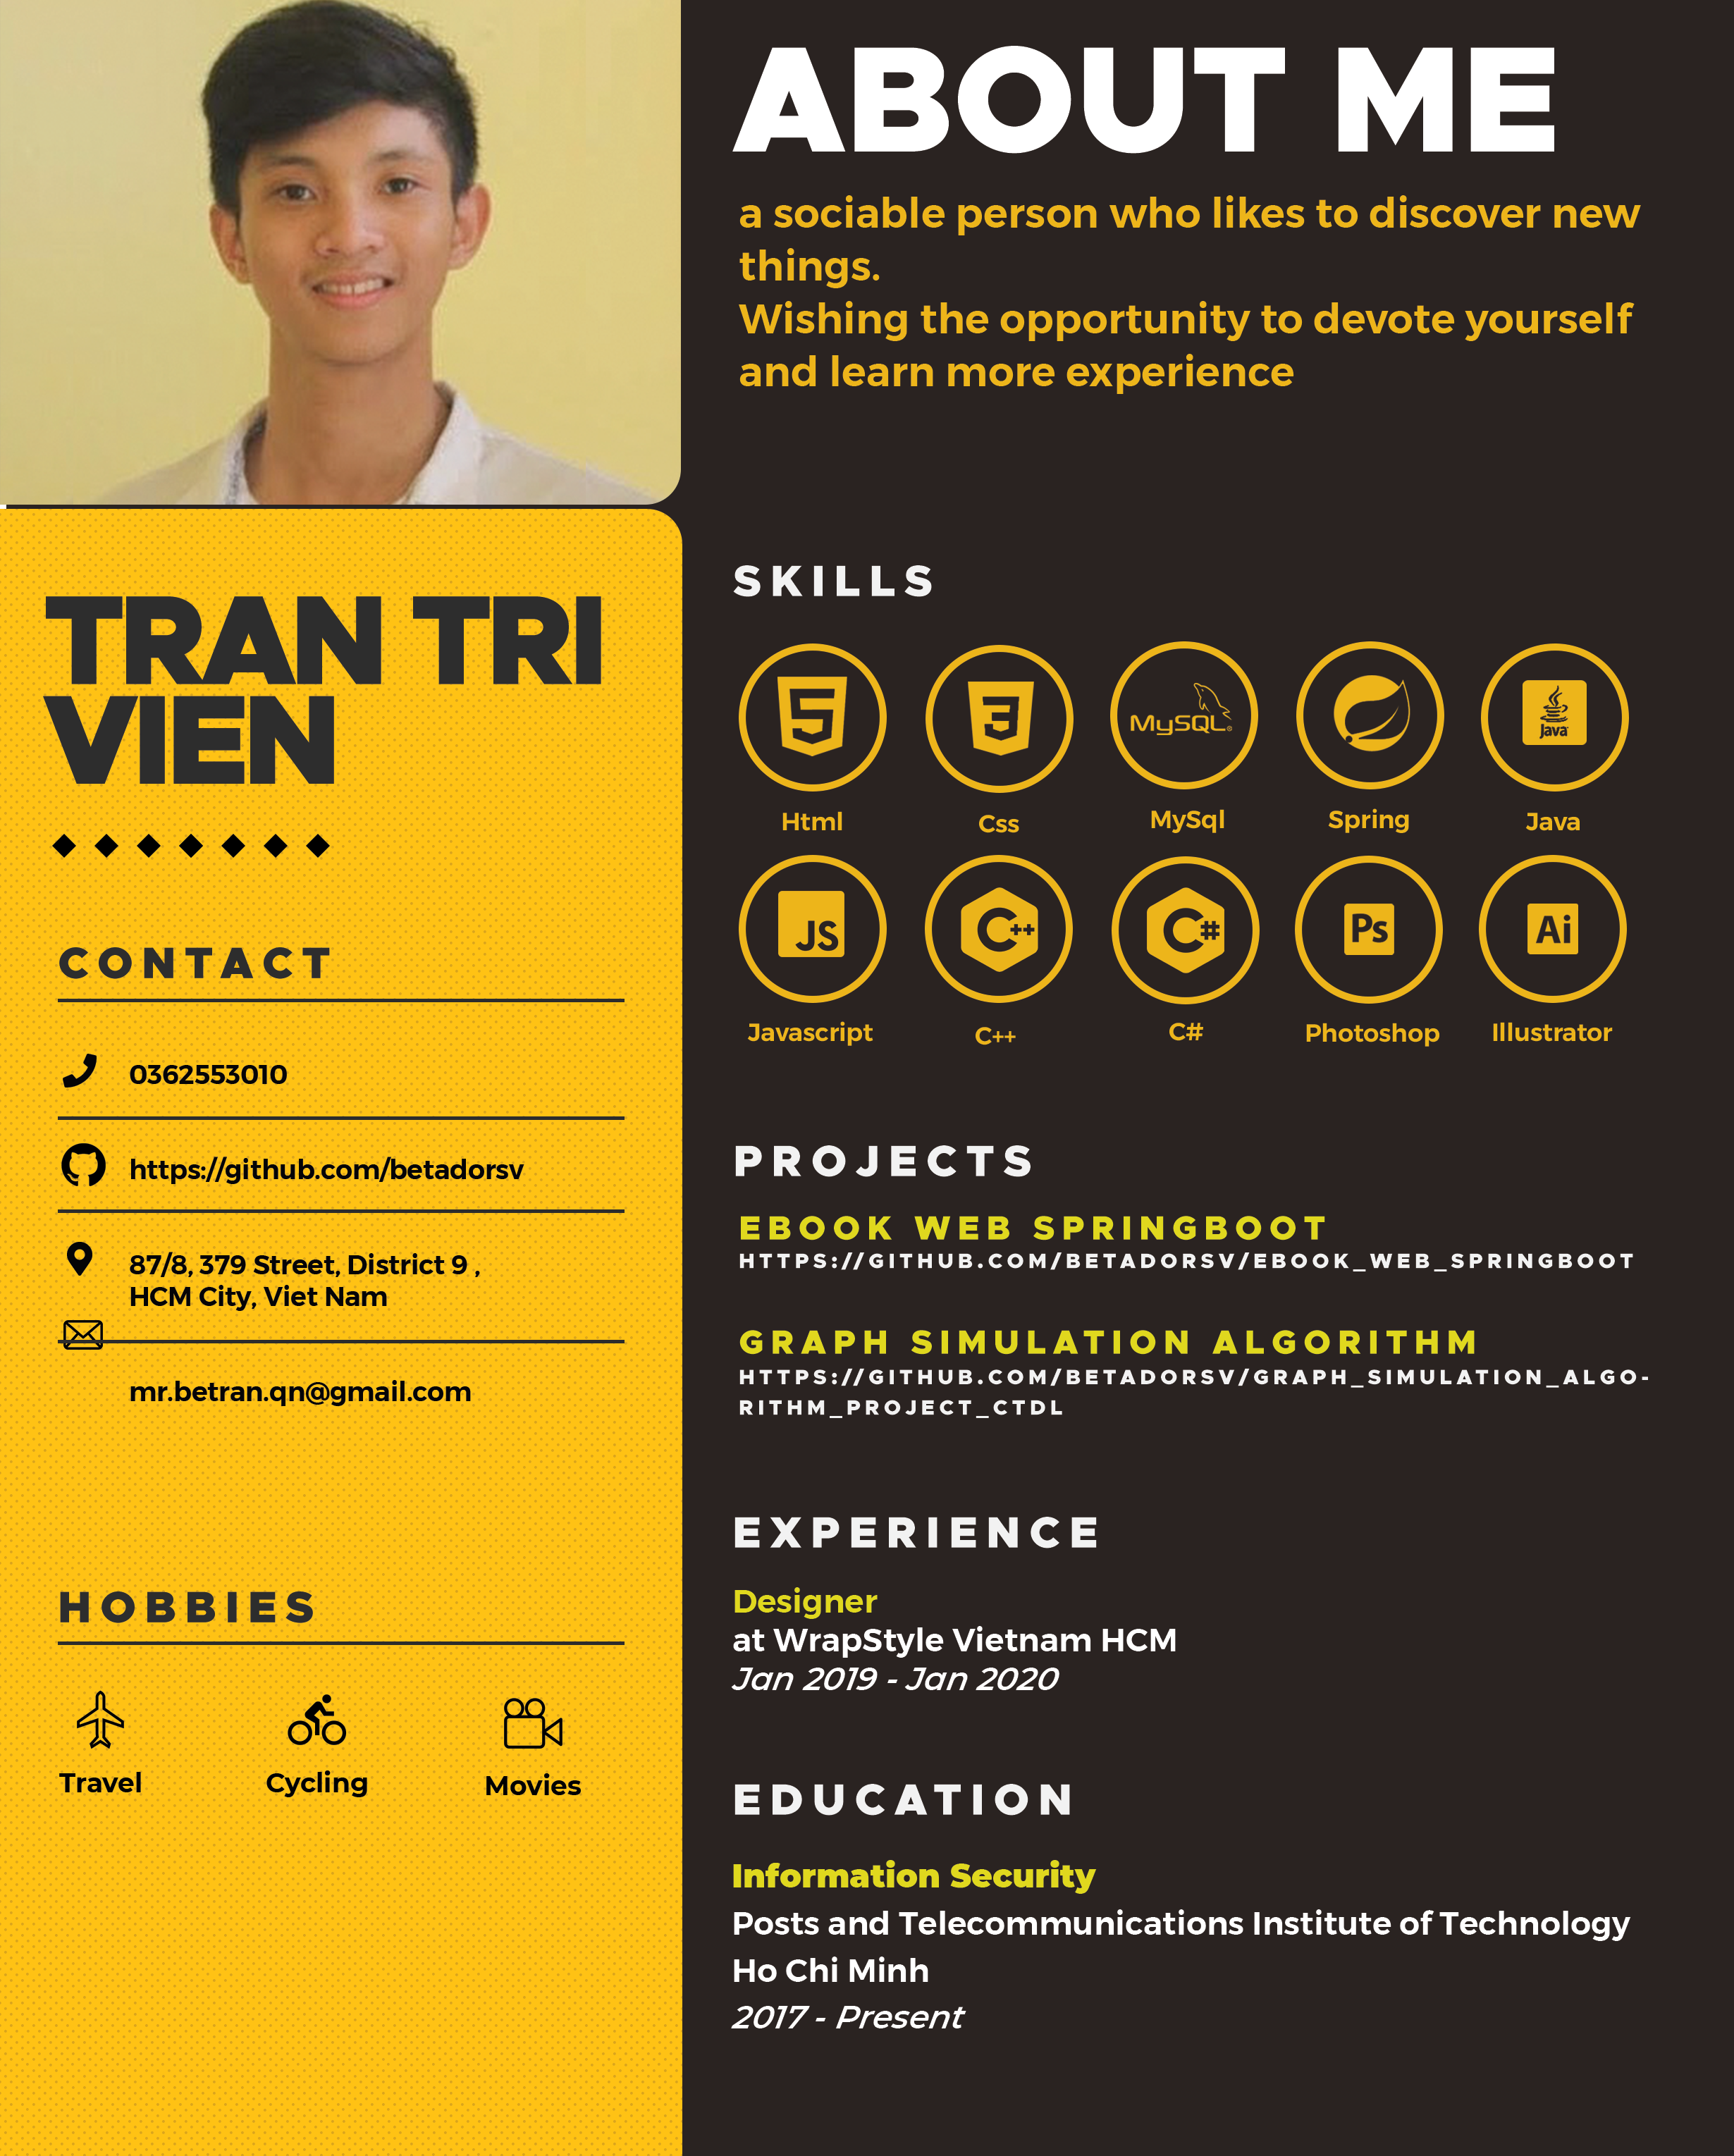 ABOUT ME
a sociable person who likes to discover new
things.
Wishing the opportunity to devote yourself
and learn more experience
TRAN TRI
VIEN
CONTACT
0362553010
https://github.com/betadorsv
87/8, 379 Street, District 9 ,
HCM City, Viet Nam
mr.betran.qn@gmail.com
HOBBIES
Travel
Cycling
Movies
SKILLS
5
3
MySQL®
Java
Html
Css
MySql
Spring
Java
JS
C++
C#
Ps
Ai
Javascript
C++
C#
Photoshop
Illustrator
PROJECTS
EBOOK WEB SPRINGBOOT
HTTPS://GITHUB.COM/BETADORSV/EBOOK_WEB_SPRINGBOOT
GRAPH SIMULATION ALGORITHM
HTTPS://GITHUB.COM/BETADORSV/GRAPH_SIMULATION_ALGO-
RITHM_PROJECT_CTDL
EXPERIENCE
Designer
at WrapStyle Vietnam HCM
Jan 2019 - Jan 2020
EDUCATION
Information Security
Posts and Telecommunications Institute of Technology
Ho Chi Minh
2017 - Present